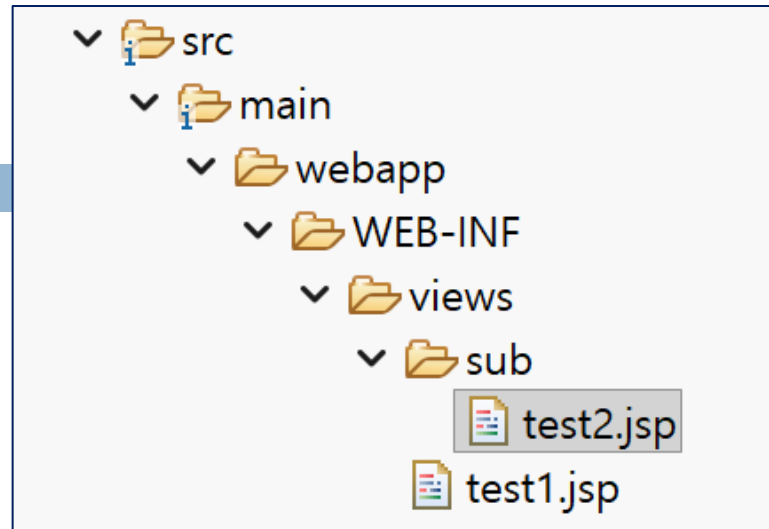 src
main
webapp
WEB-INF
views
sub
test2.jsp
test1.jsp